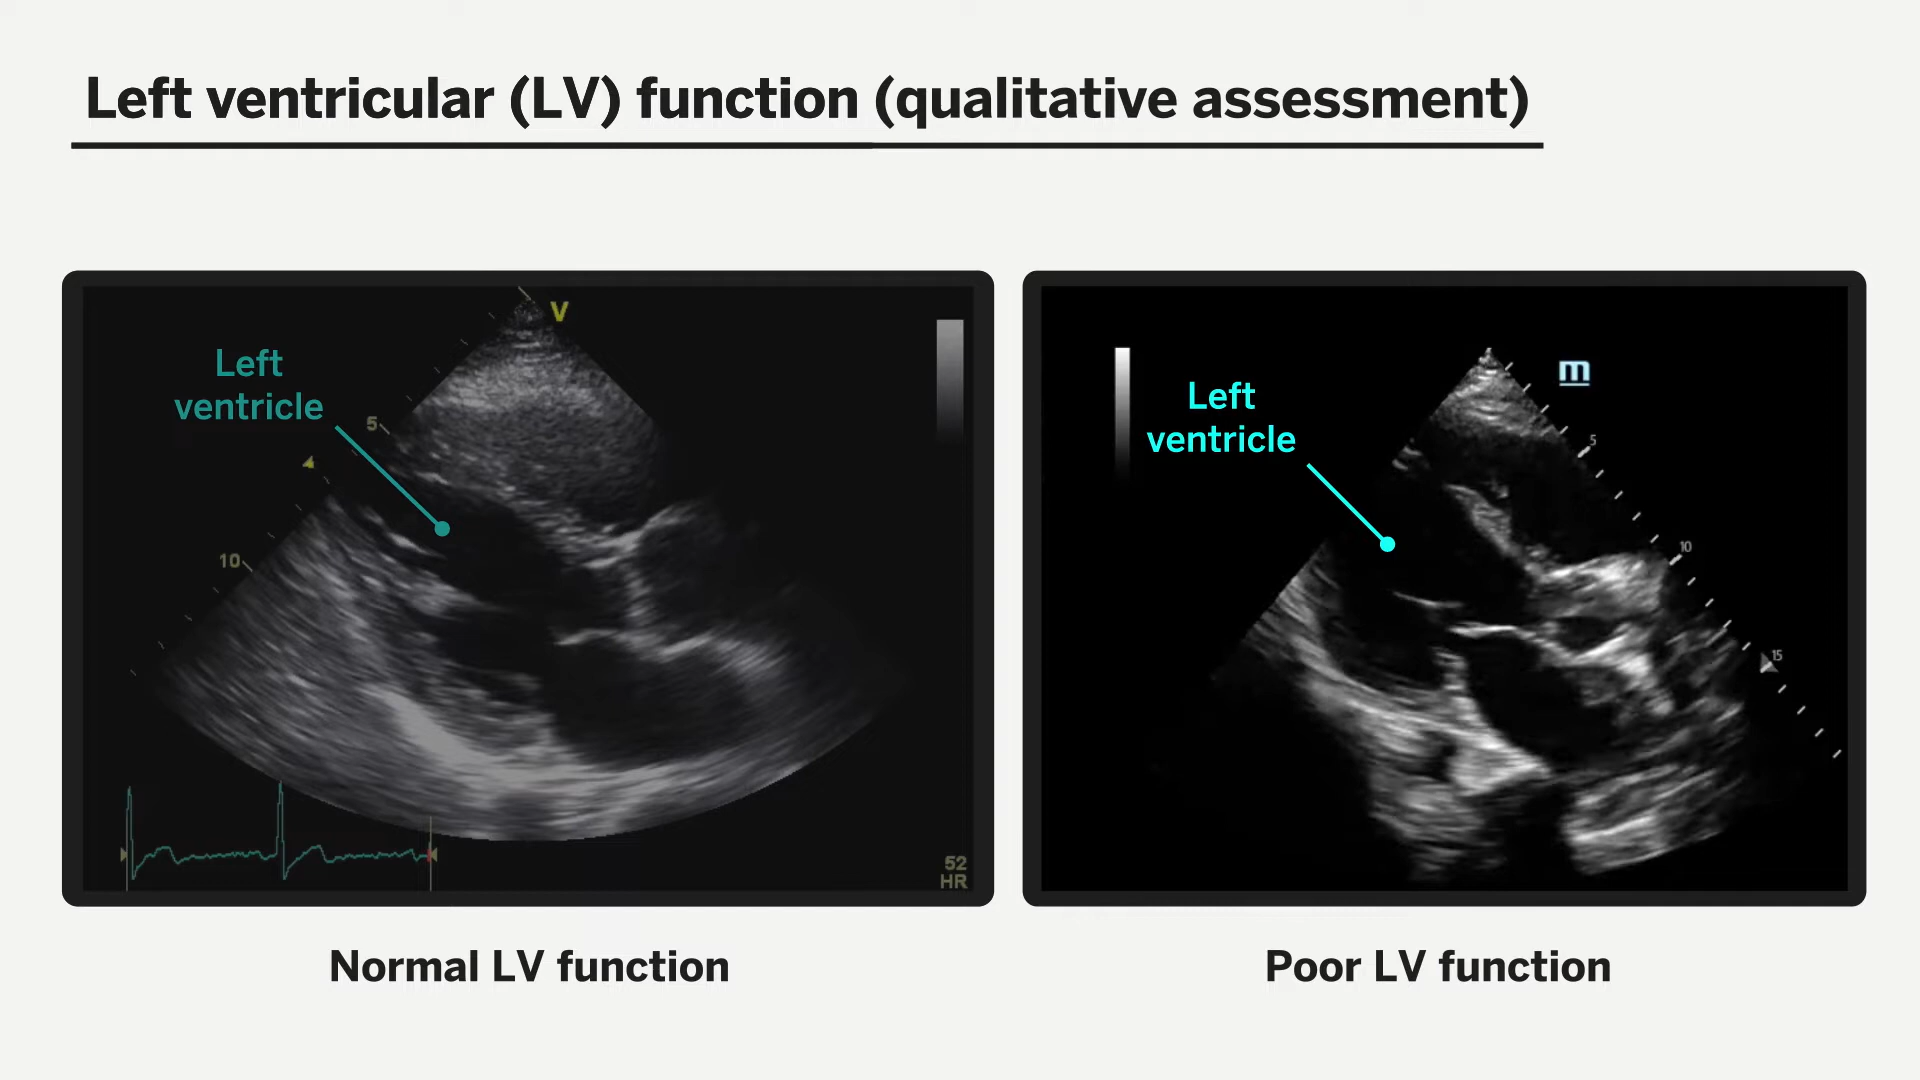 Left ventricular (LV) function (qualitative assessment)
V
Left
ventricle
5
10
52
HR
m
Left
ventricle
5
10
15
Normal LV function
Poor LV function